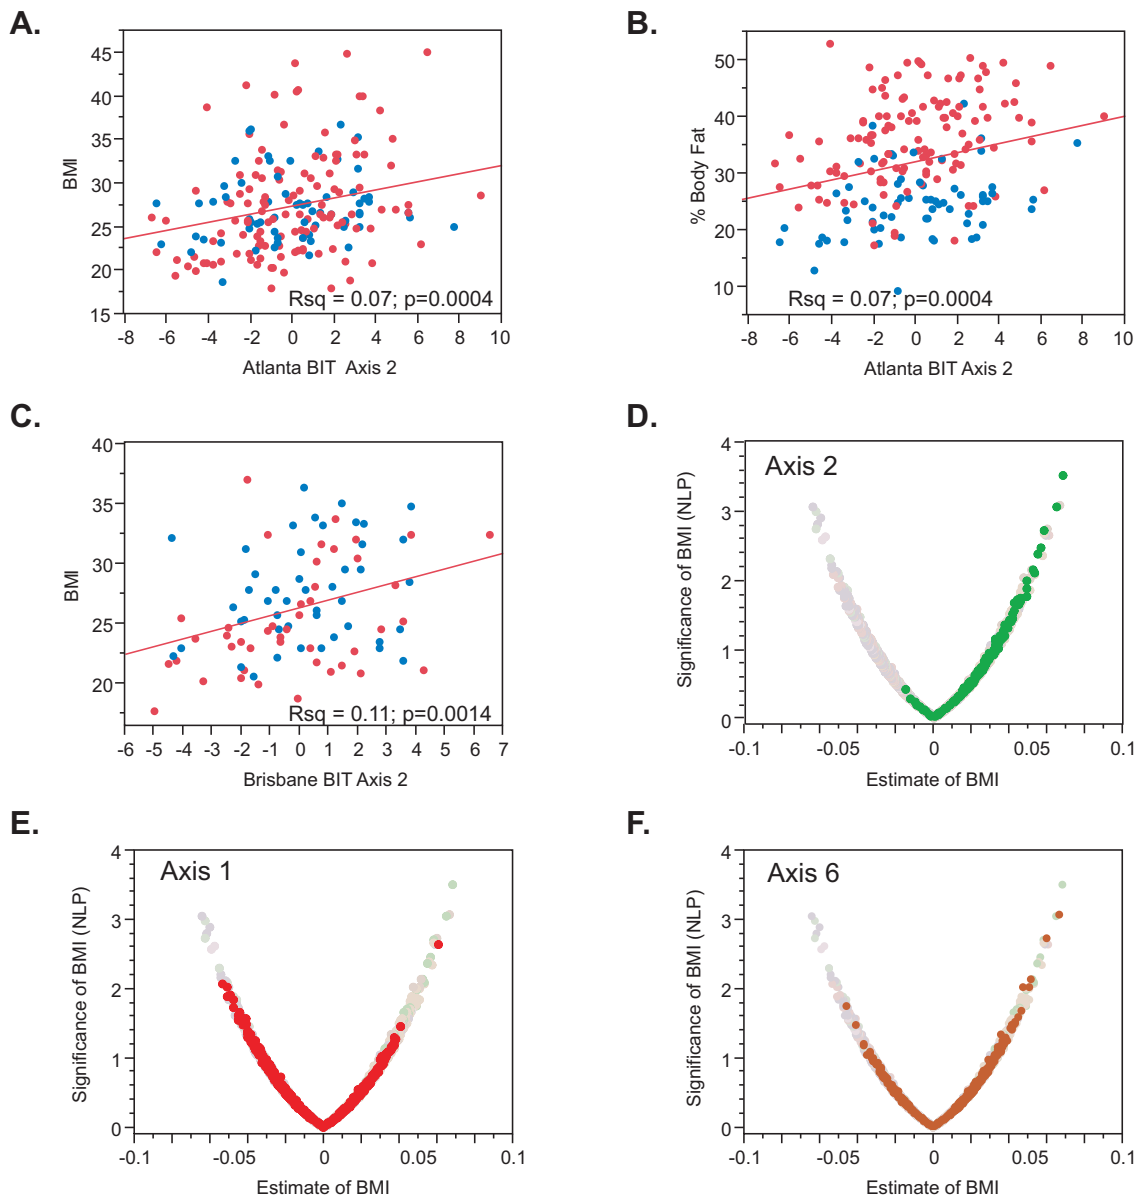 A.
BMI
45
40
35
30
25
20
15
Rsq = 0.07; p=0.0004
-8 -6 -4 -2 0 2 4 6 8 10
Atlanta BIT Axis 2
B.
% Body Fat
50
40
30
20
10
Rsq = 0.07; p=0.0004
-8 -6 -4 -2 0 2 4 6 8 10
Atlanta BIT Axis 2
C.
BMI
40
35
30
25
20
Rsq = 0.11; p=0.0014
-6 -5 -4 -3 -2 -1 0 1 2 3 4 5 6 7
Brisbane BIT Axis 2
D.
Axis 2
Significance of BMI (NLP)
4
3
2
1
0
-0.1 -0.05 0 0.05 0.1
Estimate of BMI
E.
Axis 1
Significance of BMI (NLP)
4
3
2
1
0
-0.1 -0.05 0 0.05 0.1
Estimate of BMI
F.
Axis 6
Significance of BMI (NLP)
4
3
2
1
0
-0.1 -0.05 0 0.05 0.1
Estimate of BMI